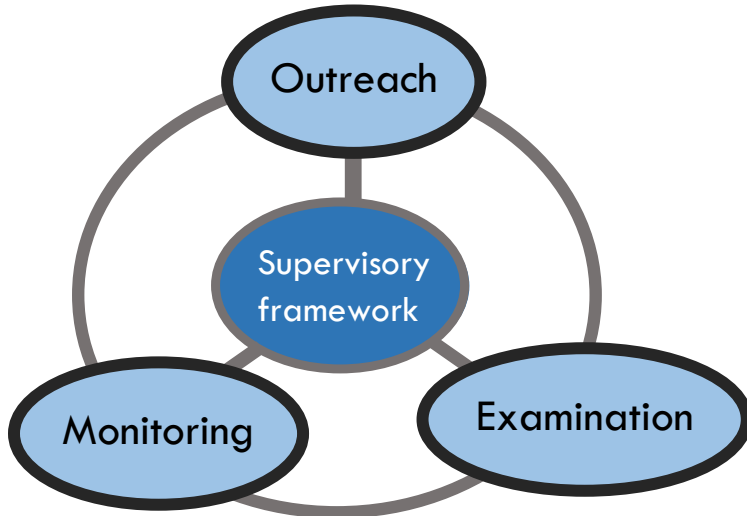 Outreach
Supervisory
framework
Monitoring
Examination